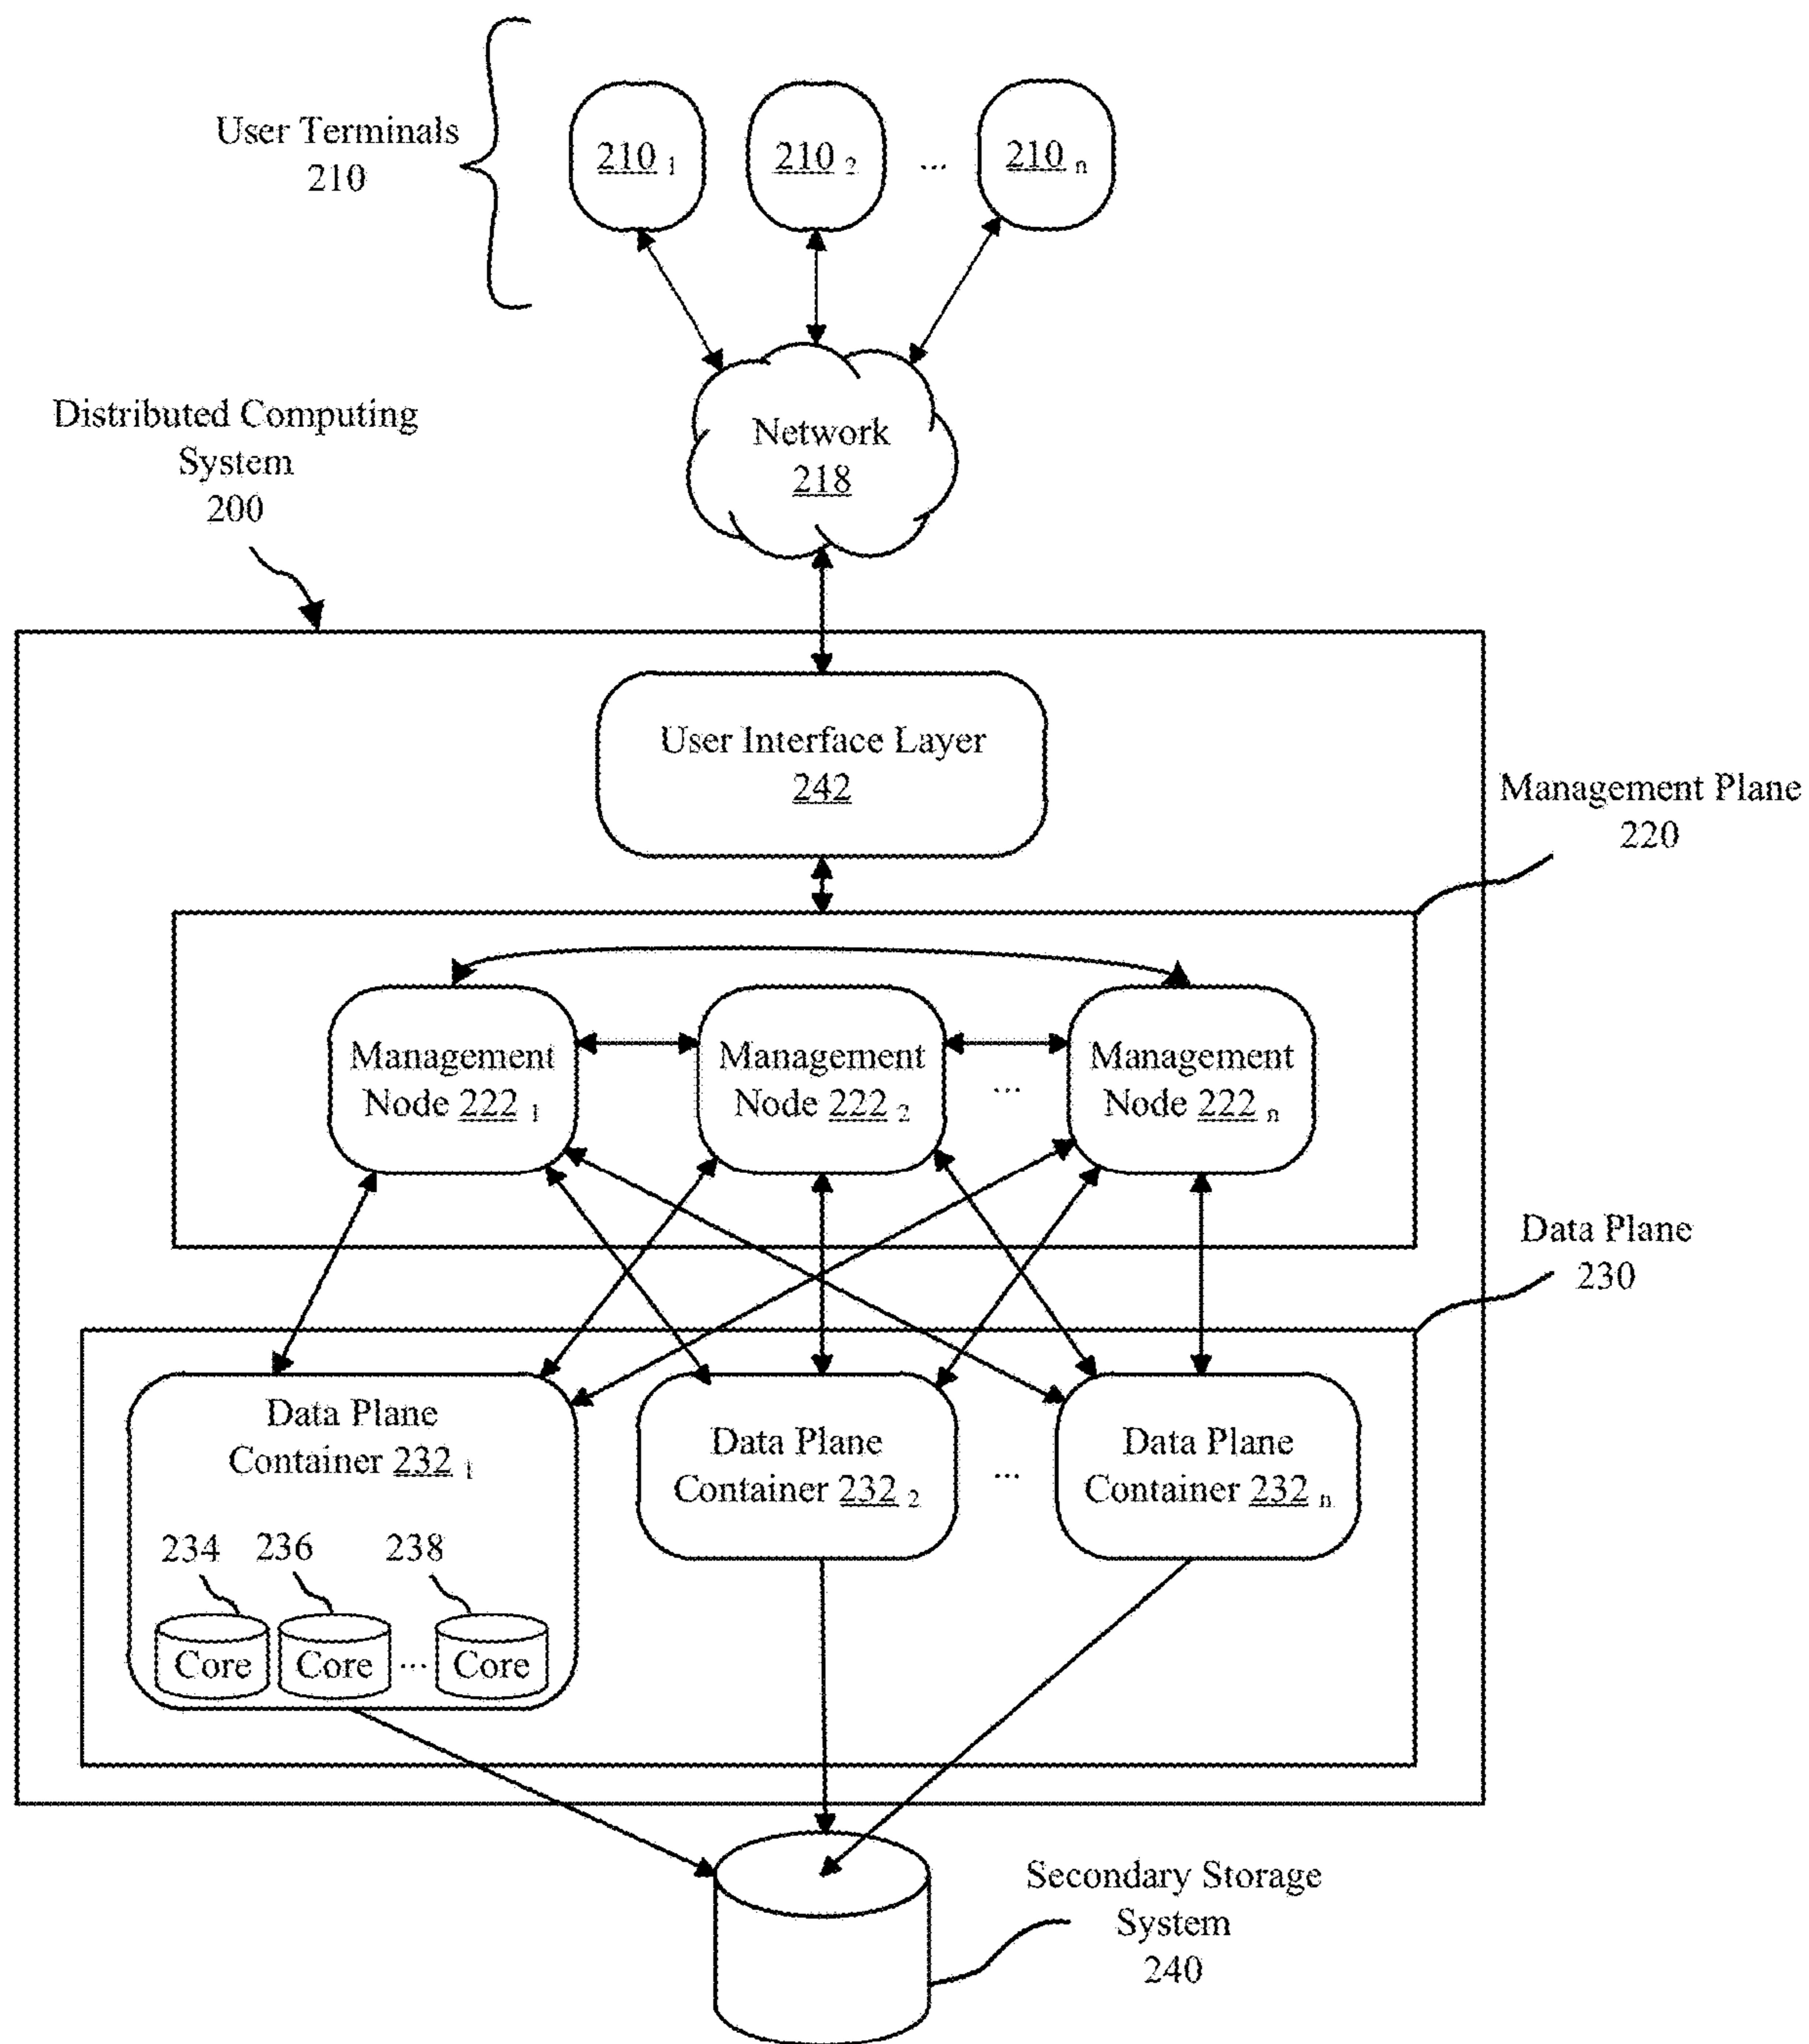 User Terminals
210
210 1
210 2
...
210 n
Network
218
Distributed Computing
System
200
User Interface Layer
242
Management Plane
220
Management
Node 222 1
Management
Node 222 2
...
Management
Node 222 n
Data Plane
230
Data Plane
Container 232 1
Data Plane
Container 232 2
...
Data Plane
Container 232 n
234
236
238
Core
Core
...
Core
Secondary Storage
System
240